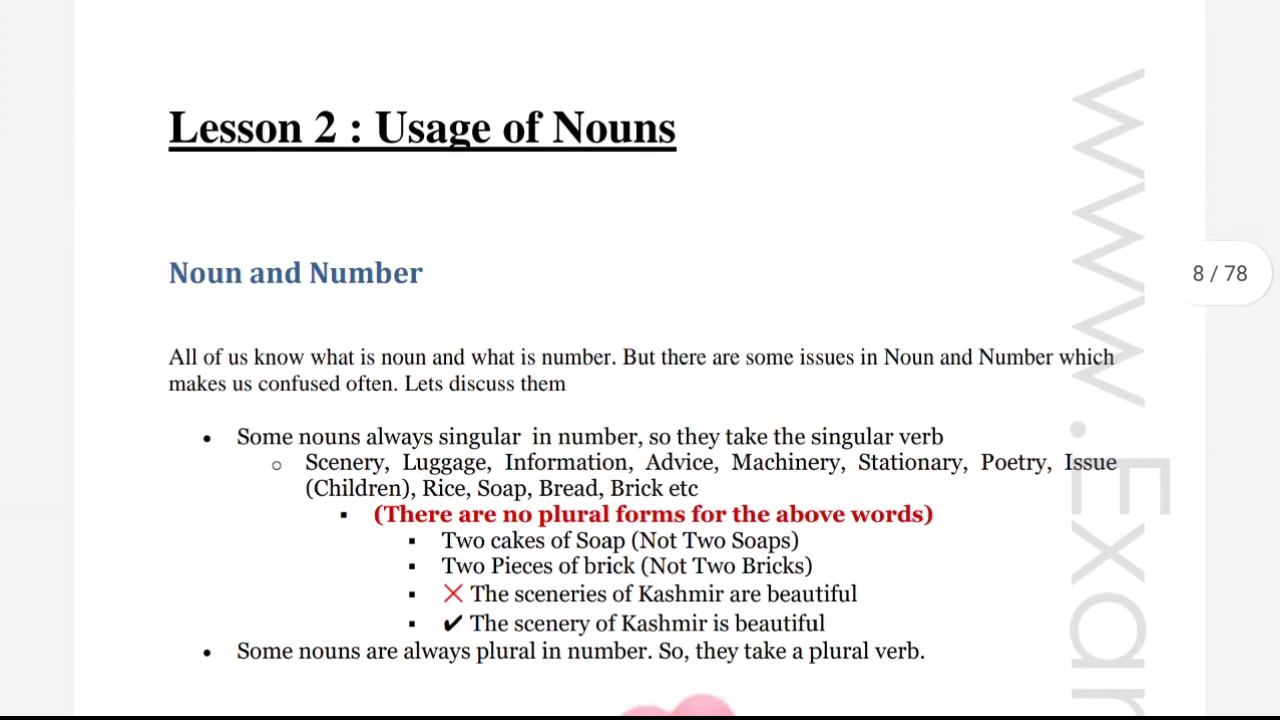 Lesson 2 : Usage of Nouns
Noun and Number
8 / 78
All of us know what is noun and what is number. But there are some issues in Noun and Number which
makes us confused often. Lets discuss them
• Some nouns always singular in number, so they take the singular verb
o Scenery, Luggage, Information, Advice, Machinery, Stationary, Poetry, Issue
(Children), Rice, Soap, Bread, Brick etc
▪ (There are no plural forms for the above words)
▪ Two cakes of Soap (Not Two Soaps)
▪ Two Pieces of brick (Not Two Bricks)
▪ ❌ The sceneries of Kashmir are beautiful
▪ ✔ The scenery of Kashmir is beautiful
• Some nouns are always plural in number. So, they take a plural verb.
www.Exa